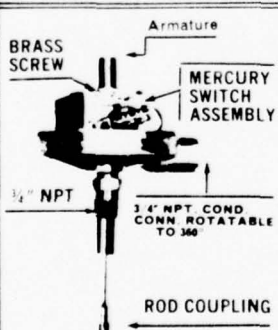 Armature
BRASS
SCREW
MERCURY
SWITCH
ASSEMBLY
¾" NPT
3/4" NPT. COND.
CONN. ROTATABLE
TO 360°
ROD COUPLING